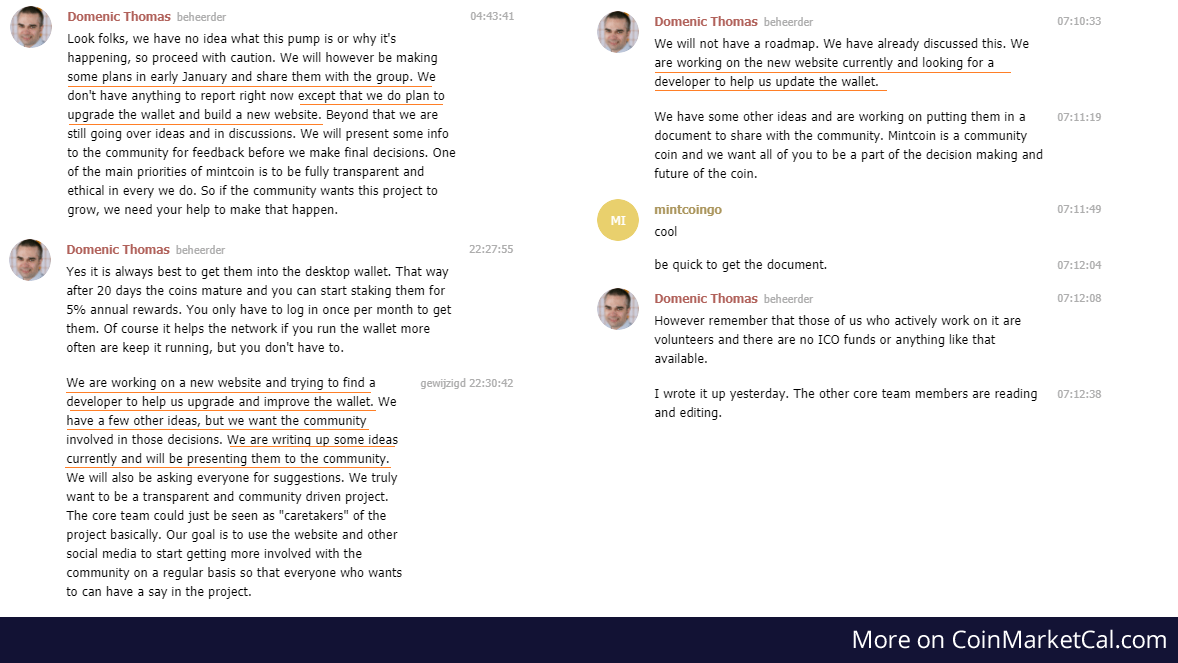 Domenic Thomas beheerder 04:43:41
Look folks, we have no idea what this pump is or why it's
happening, so proceed with caution. We will however be making
some plans in early January and share them with the group. We
don't have anything to report right now except that we do plan to
upgrade the wallet and build a new website. Beyond that we are
still going over ideas and in discussions. We will present some info
to the community for feedback before we make final decisions. One
of the main priorities of mintcoin is to be fully transparent and
ethical in every we do. So if the community wants this project to
grow, we need your help to make that happen.
Domenic Thomas beheerder 22:27:55
Yes it is always best to get them into the desktop wallet. That way
after 20 days the coins mature and you can start staking them for
5% annual rewards. You only have to log in once per month to get
them. Of course it helps the network if you run the wallet more
often are keep it running, but you don't have to.
We are working on a new website and trying to find a gewijzigd 22:30:42
developer to help us upgrade and improve the wallet. We
have a few other ideas, but we want the community
involved in those decisions. We are writing up some ideas
currently and will be presenting them to the community.
We will also be asking everyone for suggestions. We truly
want to be a transparent and community driven project.
The core team could just be seen as "caretakers" of the
project basically. Our goal is to use the website and other
social media to start getting more involved with the
community on a regular basis so that everyone who wants
to can have a say in the project.
Domenic Thomas beheerder 07:10:33
We will not have a roadmap. We have already discussed this. We
are working on the new website currently and looking for a
developer to help us update the wallet.
We have some other ideas and are working on putting them in a 07:11:19
document to share with the community. Mintcoin is a community
coin and we want all of you to be a part of the decision making and
future of the coin.
MI
mintcoingo 07:11:49
cool
be quick to get the document. 07:12:04
Domenic Thomas beheerder 07:12:08
However remember that those of us who actively work on it are
volunteers and there are no ICO funds or anything like that
available.
I wrote it up yesterday. The other core team members are reading 07:12:38
and editing.
More on CoinMarketCal.com